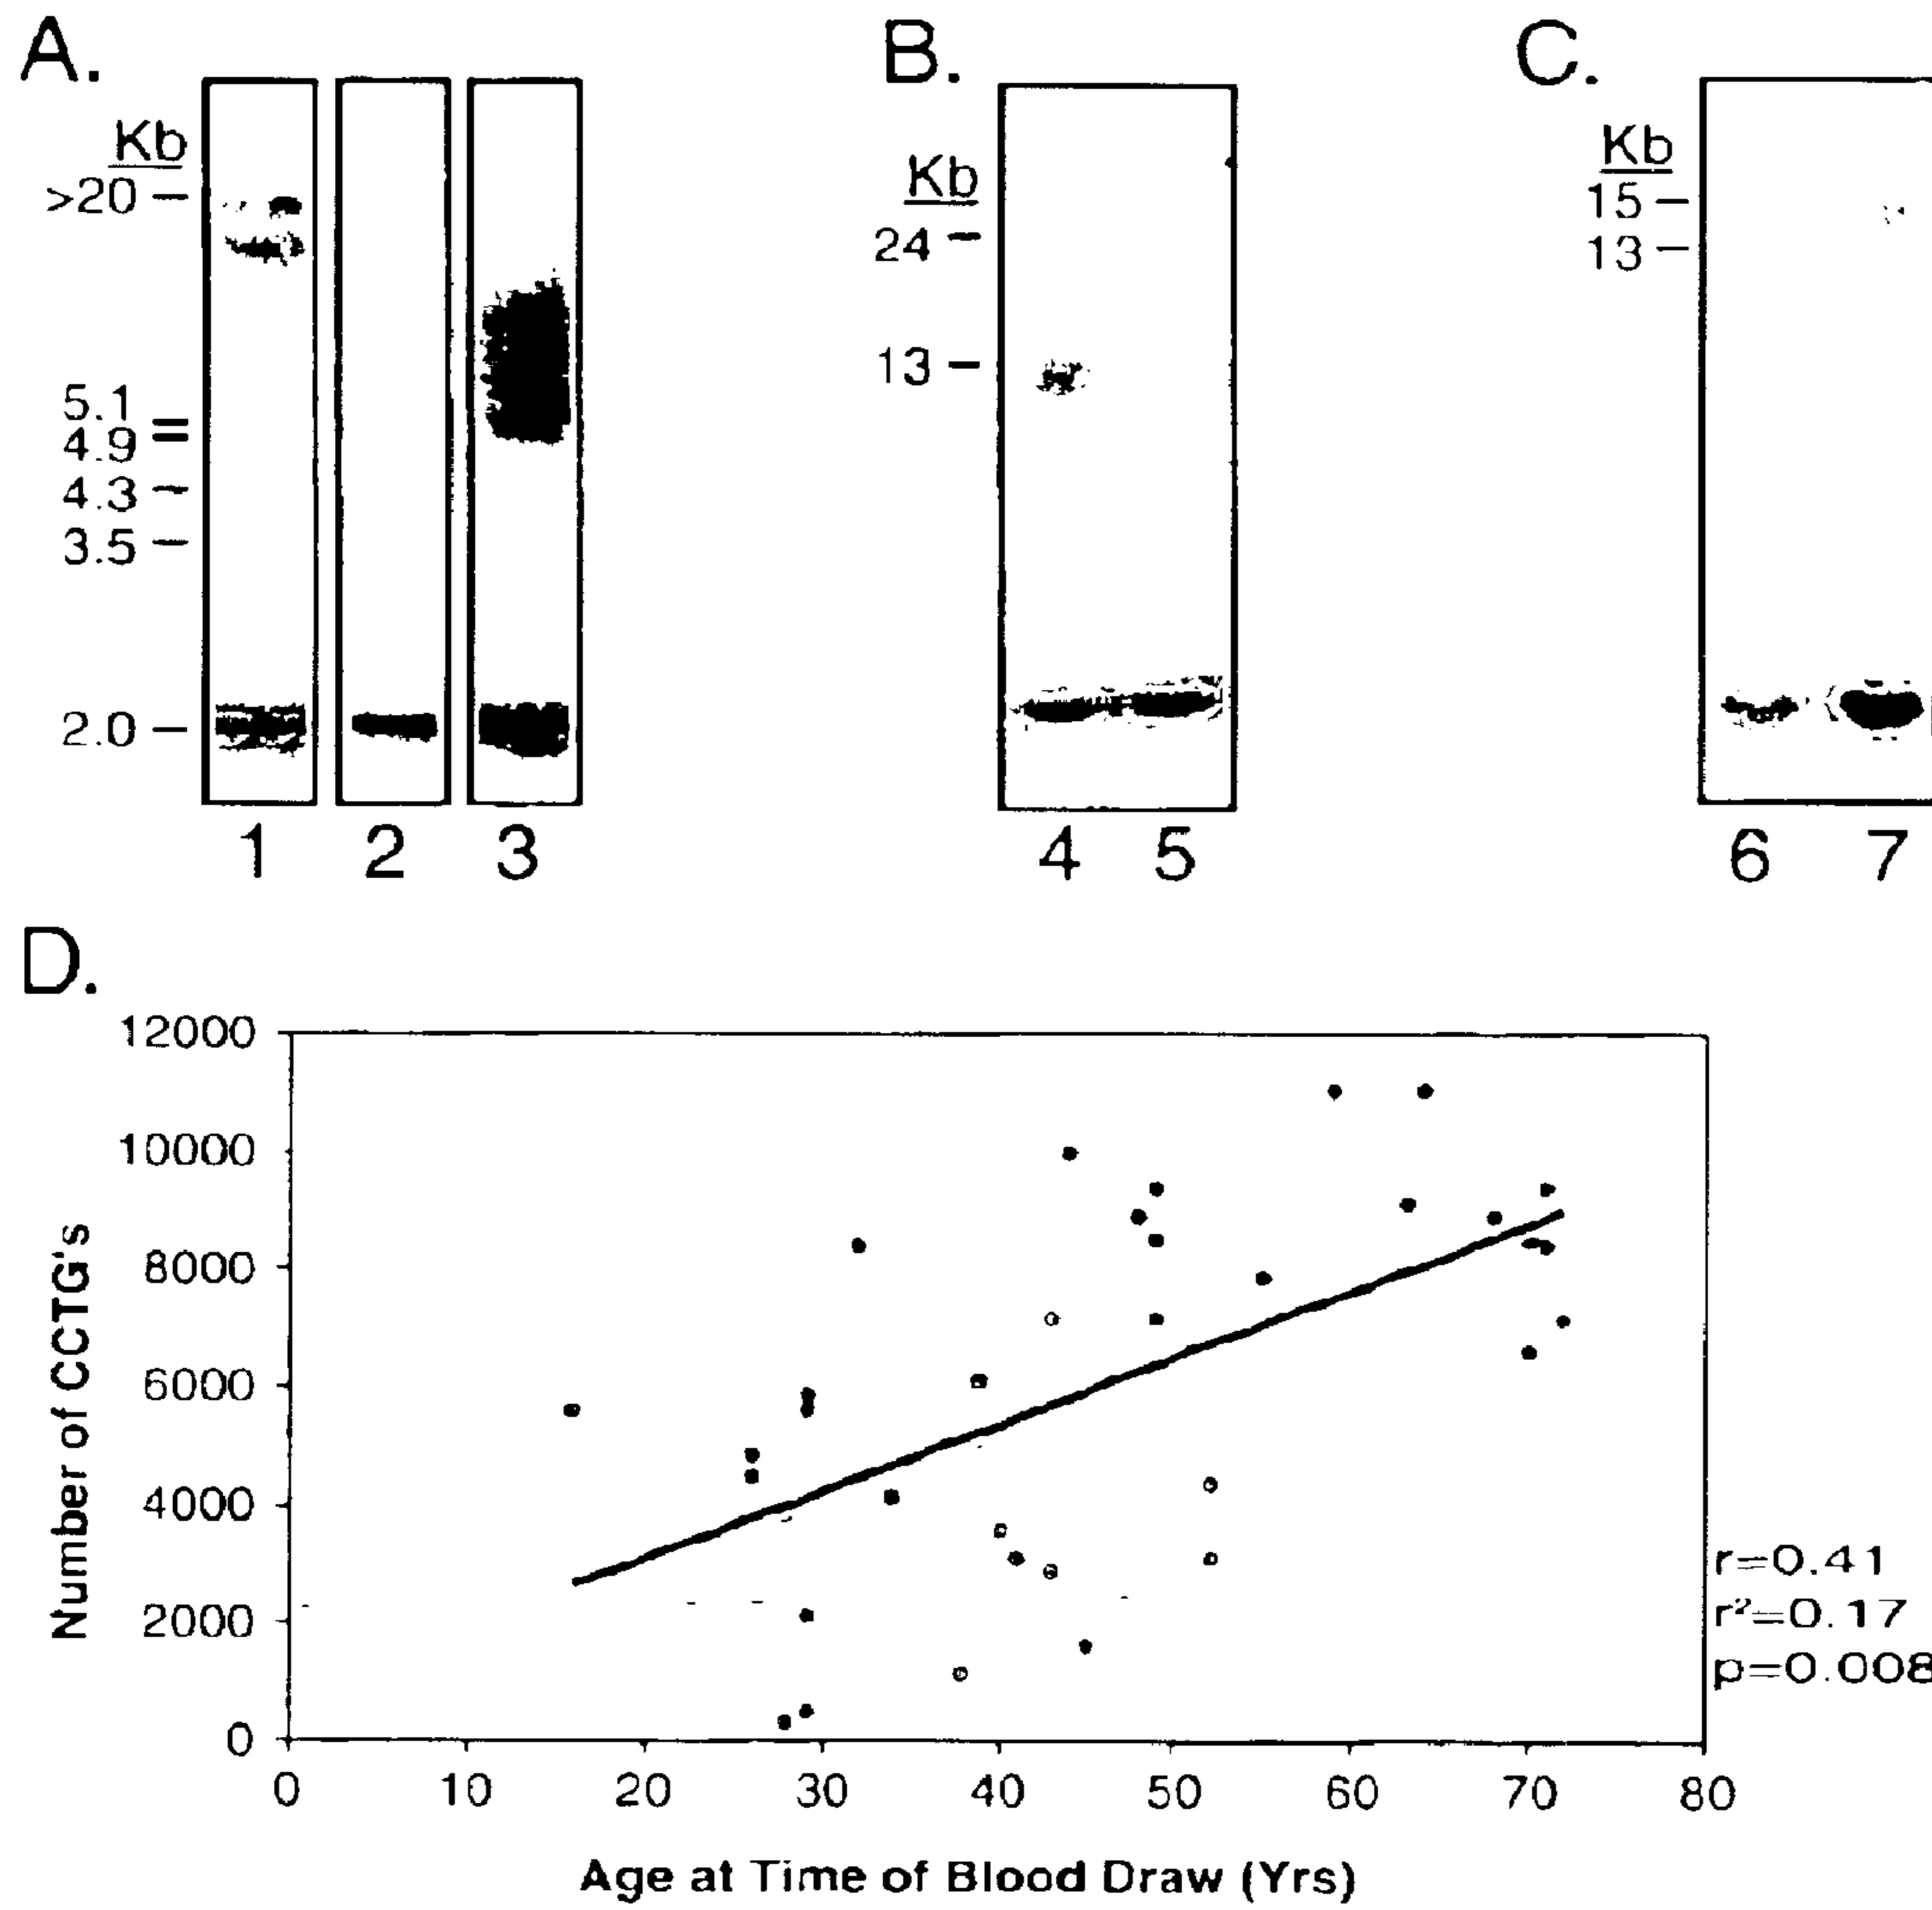 A.
Kb
>20
5.1
4.9
4.3
3.5
2.0
1 2 3
B.
Kb
24
13
4 5
C.
Kb
15
13
6 7
D.
12000
10000
8000
6000
4000
2000
0
Number of CCTG's
0 10 20 30 40 50 60 70 80
Age at Time of Blood Draw (Yrs)
r=0.41
r²=0.17
p=0.008